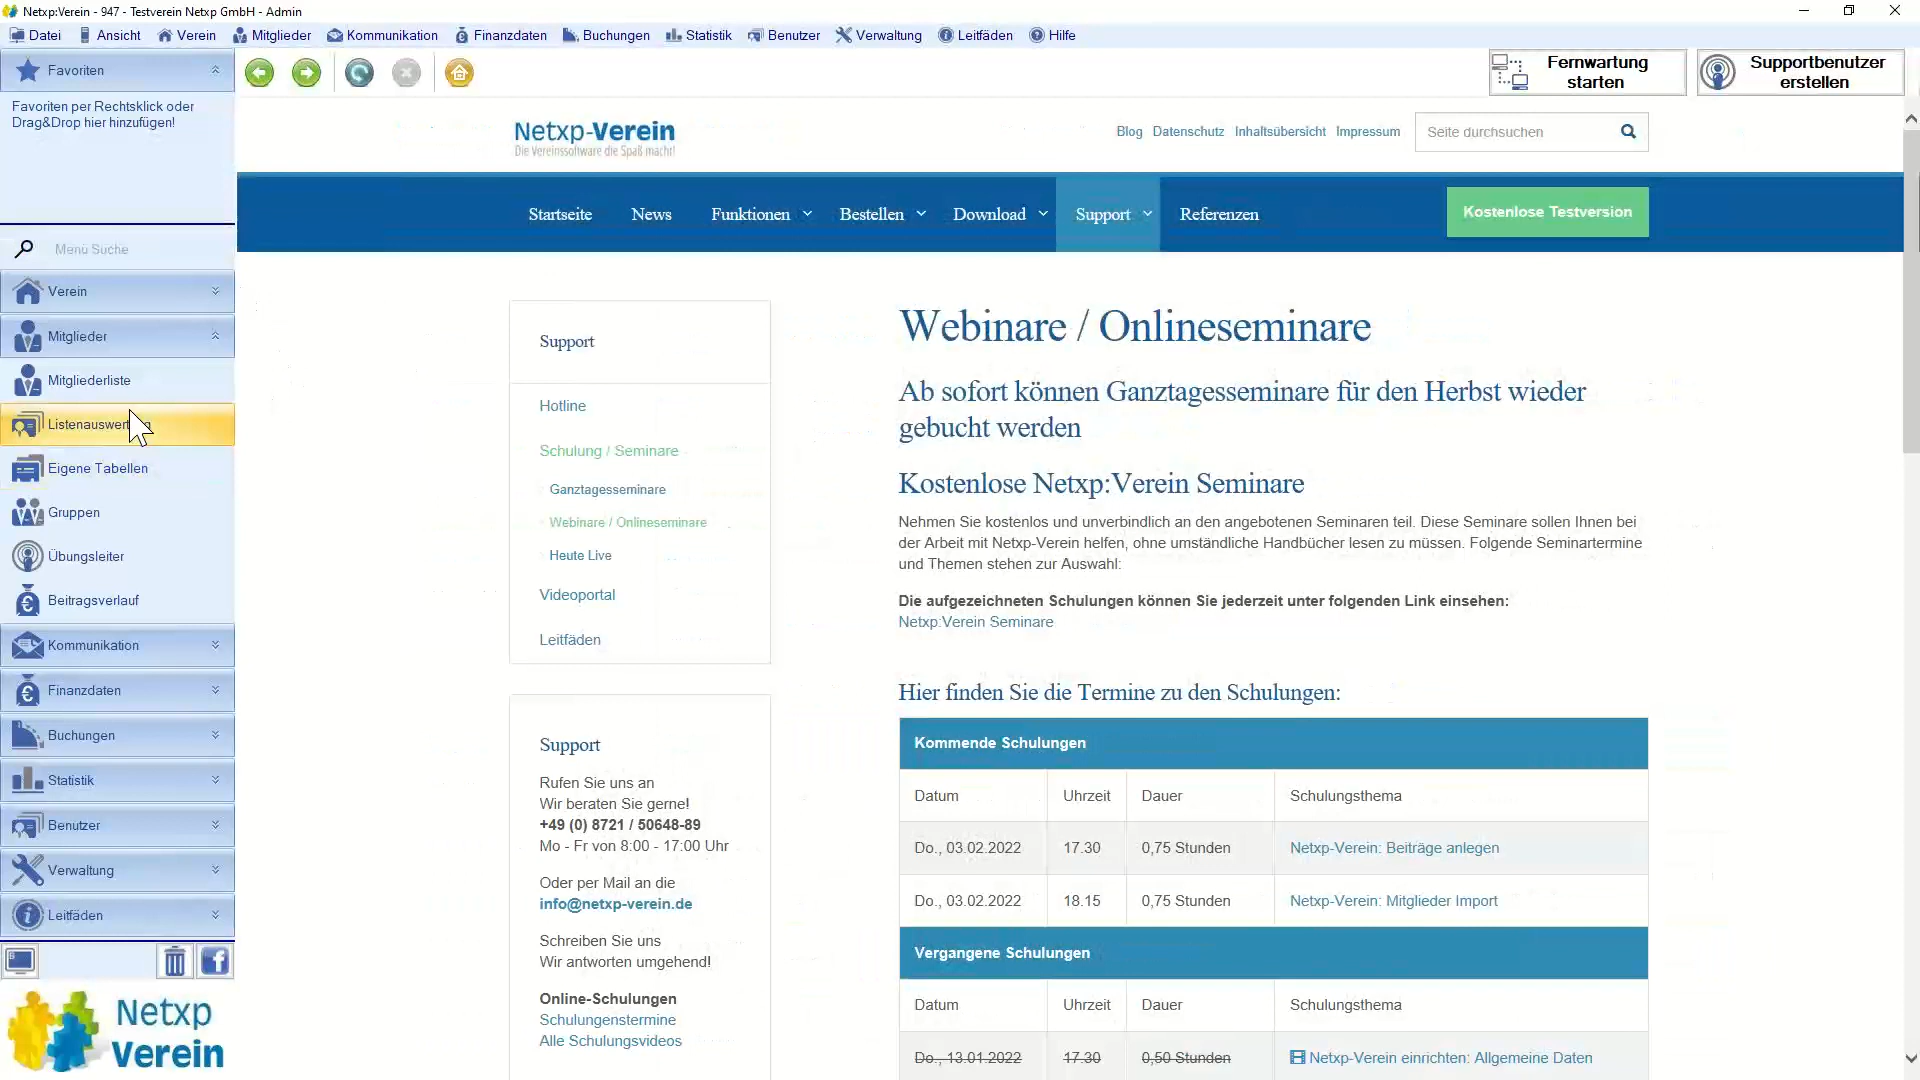 Netxp:Verein - 947 - Testverein Netxp GmbH - Admin
Datei Ansicht Verein Mitglieder Kommunikation Finanzdaten Buchungen Statistik Benutzer Verwaltung Leitfäden Hilfe
Favoriten
Favoriten per Rechtsklick oder
Drag&Drop hier hinzufügen!
Menü Suche
Verein
Mitglieder
Mitgliederliste
Eigene Tabellen
Gruppen
Übungsleiter
Beitragsverlauf
Kommunikation
Finanzdaten
Buchungen
Statistik
Benutzer
Verwaltung
Leitfäden
Netxp
Verein
Fernwartung
starten
Supportbenutzer
erstellen
Netxp-Verein
Die Vereinssoftware die Spaß macht!
Blog Datenschutz Inhaltsübersicht Impressum
Seite durchsuchen
Startseite News Funktionen Bestellen Download Support Referenzen
Kostenlose Testversion
Support
Hotline
Schulung / Seminare
Ganztagesseminare
Webinare / Onlineseminare
Heute Live
Videoportal
Leitfäden
Support
Rufen Sie uns an
Wir beraten Sie gerne!
+49 (0) 8721 / 50648-89
Mo - Fr von 8:00 - 17:00 Uhr
Oder per Mail an die
info@netxp-verein.de
Schreiben Sie uns
Wir antworten umgehend!
Online-Schulungen
Schulungenstermine
Alle Schulungsvideos
Webinare / Onlineseminare
Ab sofort können Ganztagesseminare für den Herbst wieder
gebucht werden
Kostenlose Netxp:Verein Seminare
Nehmen Sie kostenlos und unverbindlich an den angebotenen Seminaren teil. Diese Seminare sollen Ihnen bei
der Arbeit mit Netxp-Verein helfen, ohne umständliche Handbücher lesen zu müssen. Folgende Seminartermine
und Themen stehen zur Auswahl:
Die aufgezeichneten Schulungen können Sie jederzeit unter folgenden Link einsehen:
Netxp:Verein Seminare
Hier finden Sie die Termine zu den Schulungen:
Kommende Schulungen
Datum Uhrzeit Dauer Schulungsthema
Do., 03.02.2022 17.30 0,75 Stunden Netxp-Verein: Beiträge anlegen
Do., 03.02.2022 18.15 0,75 Stunden Netxp-Verein: Mitglieder Import
Vergangene Schulungen
Datum Uhrzeit Dauer Schulungsthema
Do., 13.01.2022 17.30 0,50 Stunden Netxp-Verein einrichten: Allgemeine Daten